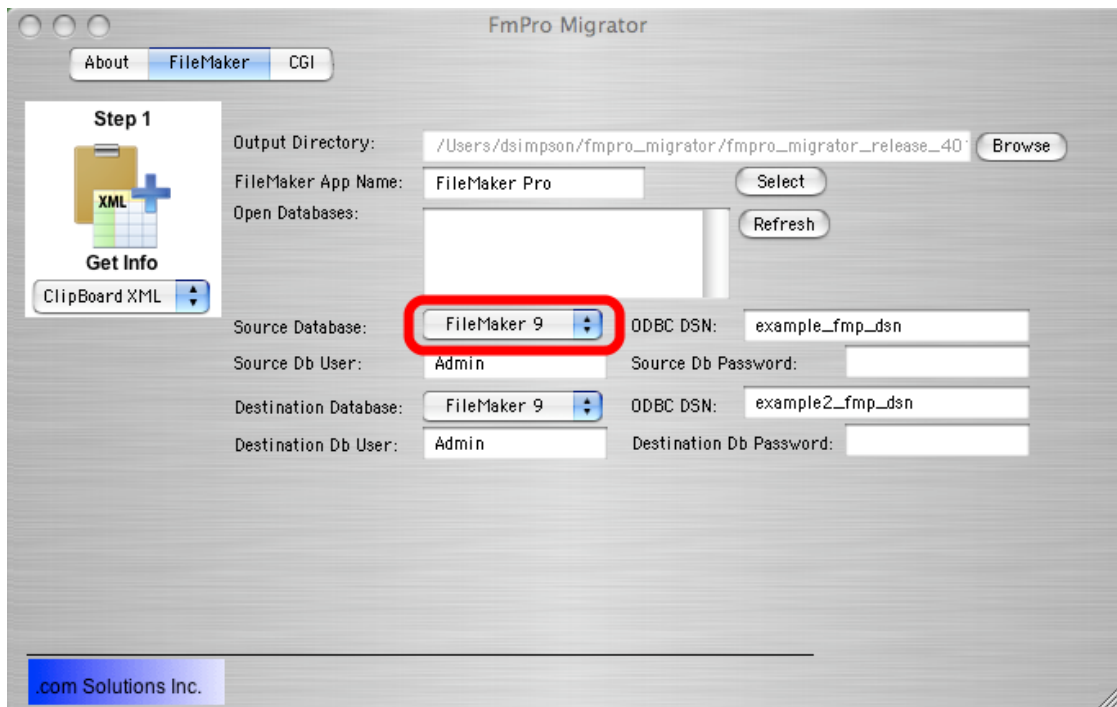 FmPro Migrator
About FileMaker CGI
Step 1
XML
Get Info
ClipBoard XML
Output Directory: /Users/dsimpson/fmpro_migrator/fmpro_migrator_release_40 Browse
FileMaker App Name: FileMaker Pro Select
Open Databases: Refresh
Source Database: FileMaker 9 ODBC DSN: example_fmp_dsn
Source Db User: Admin Source Db Password:
Destination Database: FileMaker 9 ODBC DSN: example2_fmp_dsn
Destination Db User: Admin Destination Db Password:
.com Solutions Inc.